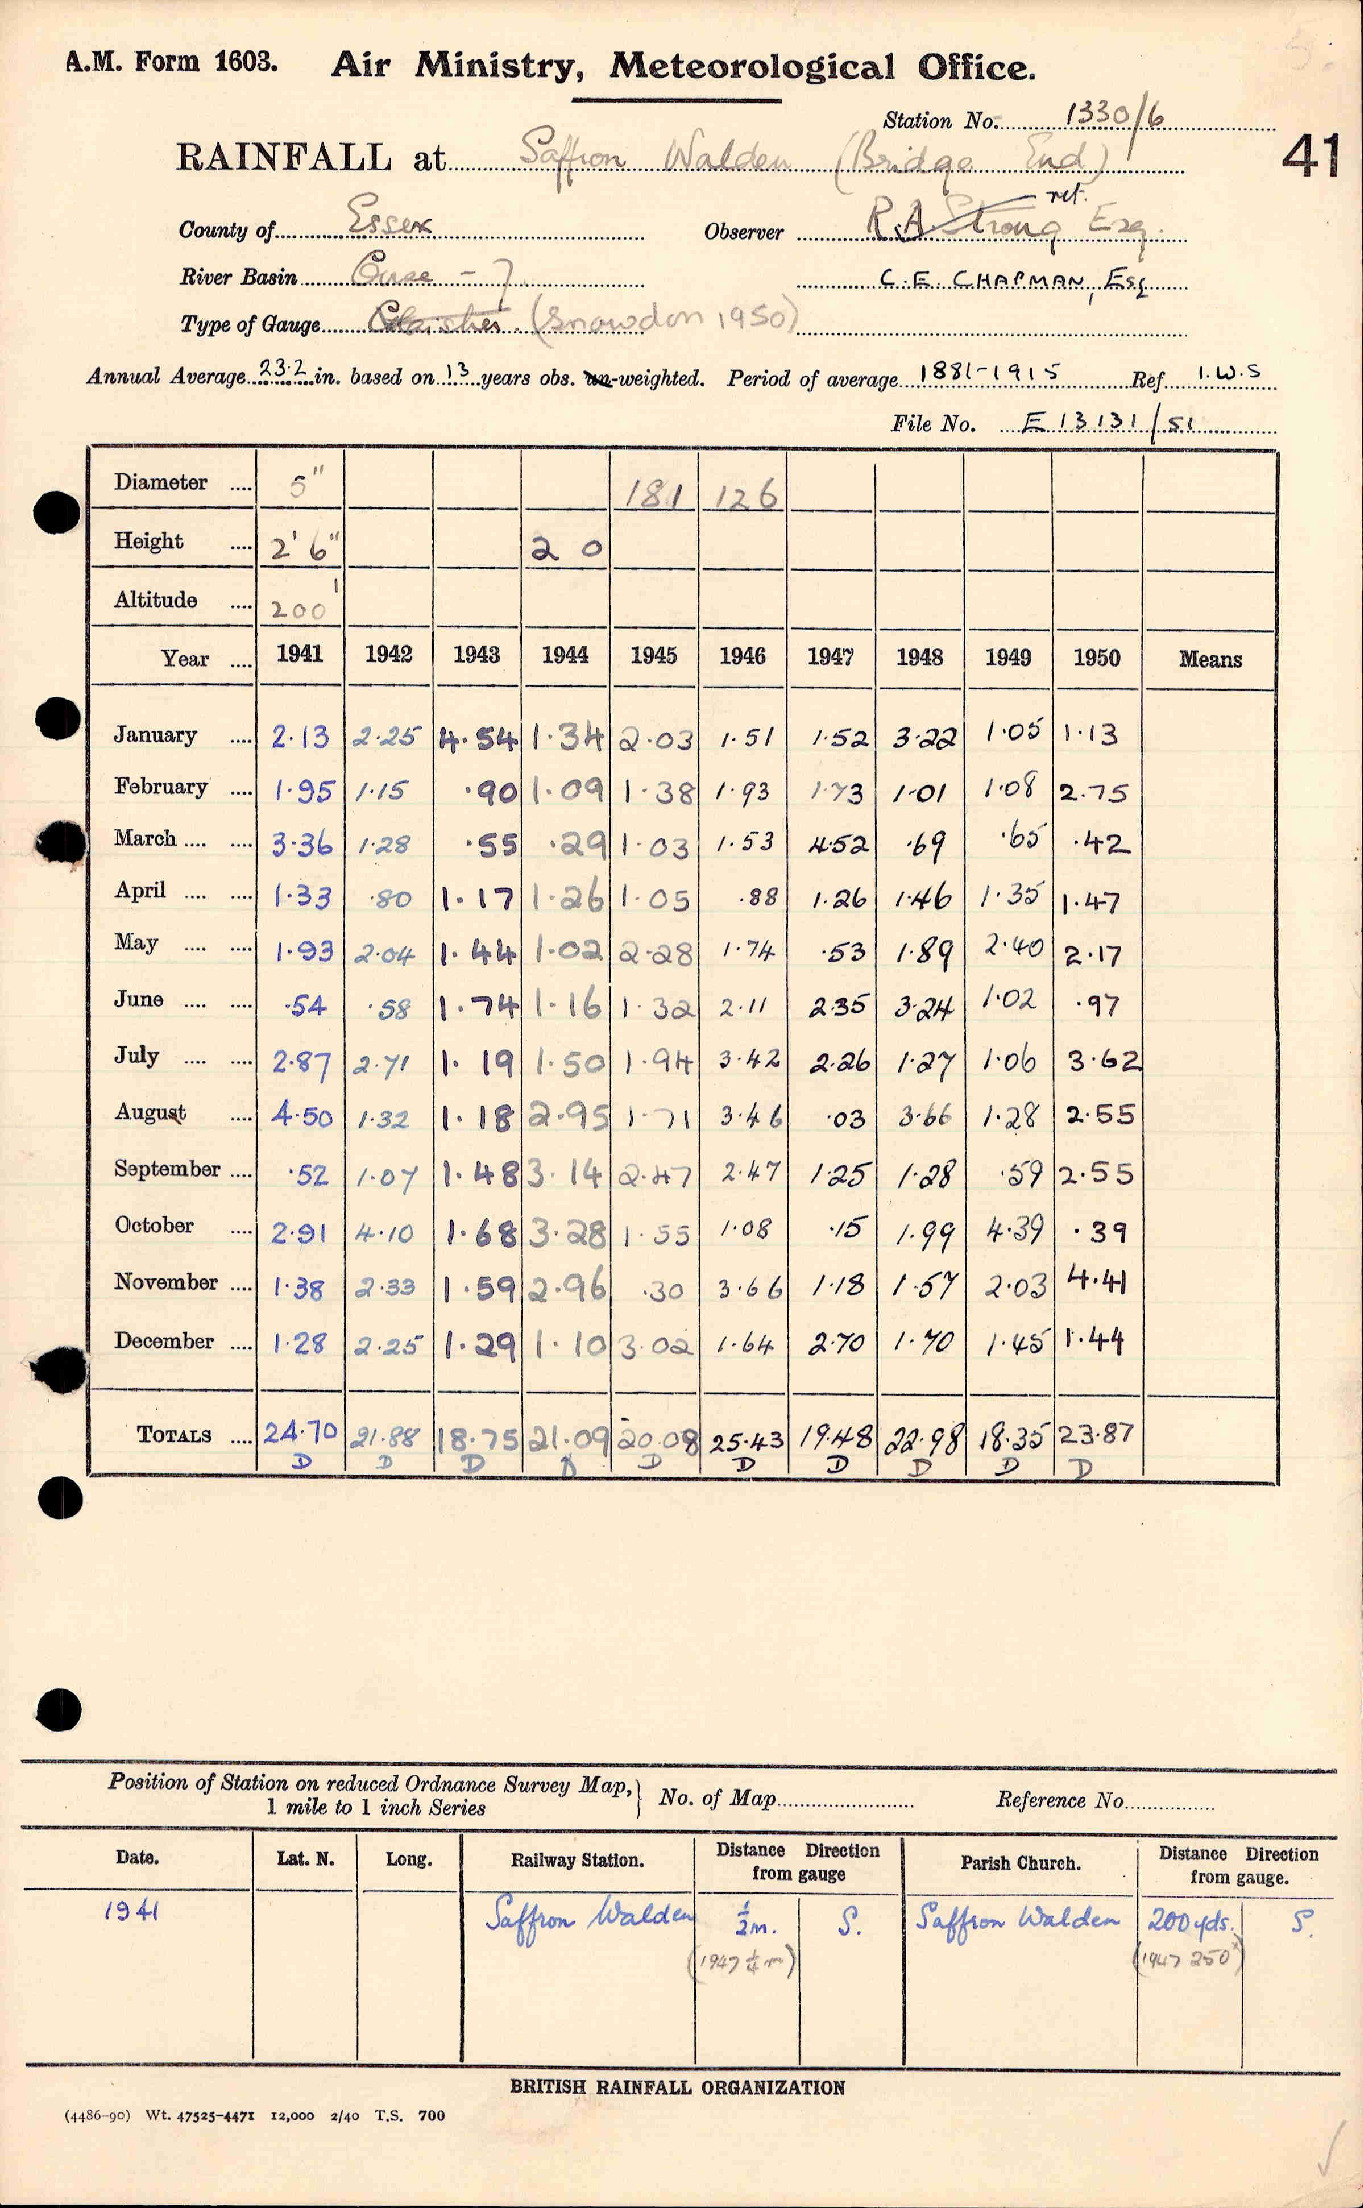 A.M. Form 1603. Air Ministry, Meteorological Office.
Station No. 1330/6
RAINFALL at Saffron Walden (Bridge End) 41
ret.
County of Essex Observer R.A Strong Esq.
River Basin Ouse - 7 C. E. CHAPMAN, Esq
Type of Gauge Glaisher. (Snowdon 1950)
Annual Average 23.2 in. based on 13 years obs. un-weighted. Period of average 1881-1915 Ref. I.W.S
File No. E 13131/51
Diameter .... 5" 181 126
Height .... 2' 6" 2 0
Altitude .... 200'
Year .... 1941 1942 1943 1944 1945 1946 1947 1948 1949 1950 Means
January .... 2.13 2.25 4.54 1.34 2.03 1.51 1.52 3.22 1.05 1.13
February .... 1.95 1.15 .90 1.09 1.38 1.93 1.73 1.01 1.08 2.75
March .... .... 3.36 1.28 .55 .29 1.03 1.53 4.52 .69 .65 .42
April .... .... 1.33 .80 1.17 1.26 1.05 .88 1.26 1.46 1.35 1.47
May .... .... 1.93 2.04 1.44 1.02 2.28 1.74 .53 1.89 2.40 2.17
June .... .... .54 .58 1.74 1.16 1.32 2.11 2.35 3.24 1.02 .97
July .... .... 2.87 2.71 1.19 1.50 1.94 3.42 2.26 1.27 1.06 3.62
August .... 4.50 1.32 1.18 2.95 1.71 3.46 .03 3.66 1.28 2.55
September .... .52 1.07 1.48 3.14 2.47 2.47 1.25 1.28 .59 2.55
October .... 2.91 4.10 1.68 3.28 1.55 1.08 .15 1.99 4.39 .39
November .... 1.38 2.33 1.59 2.96 .30 3.66 1.18 1.57 2.03 4.41
December .... 1.28 2.25 1.29 1.10 3.02 1.64 2.70 1.70 1.45 1.44
TOTALS .... 24.70 21.88 18.75 21.09 20.08 25.43 19.48 22.98 18.35 23.87
D D D D D D D D D D
Position of Station on reduced Ordnance Survey Map, 1 mile to 1 inch Series } No. of Map Reference No.
Date. Lat. N. Long. Railway Station. Distance Direction from gauge Parish Church. Distance Direction from gauge.
1941 Saffron Walden ½ m. S. Saffron Walden 200 yds. S.
(1947 ¼ m) (1947 250x)
BRITISH RAINFALL ORGANIZATION
(4486-90) Wt. 47525-4471 12,000 2/40 T.S. 700